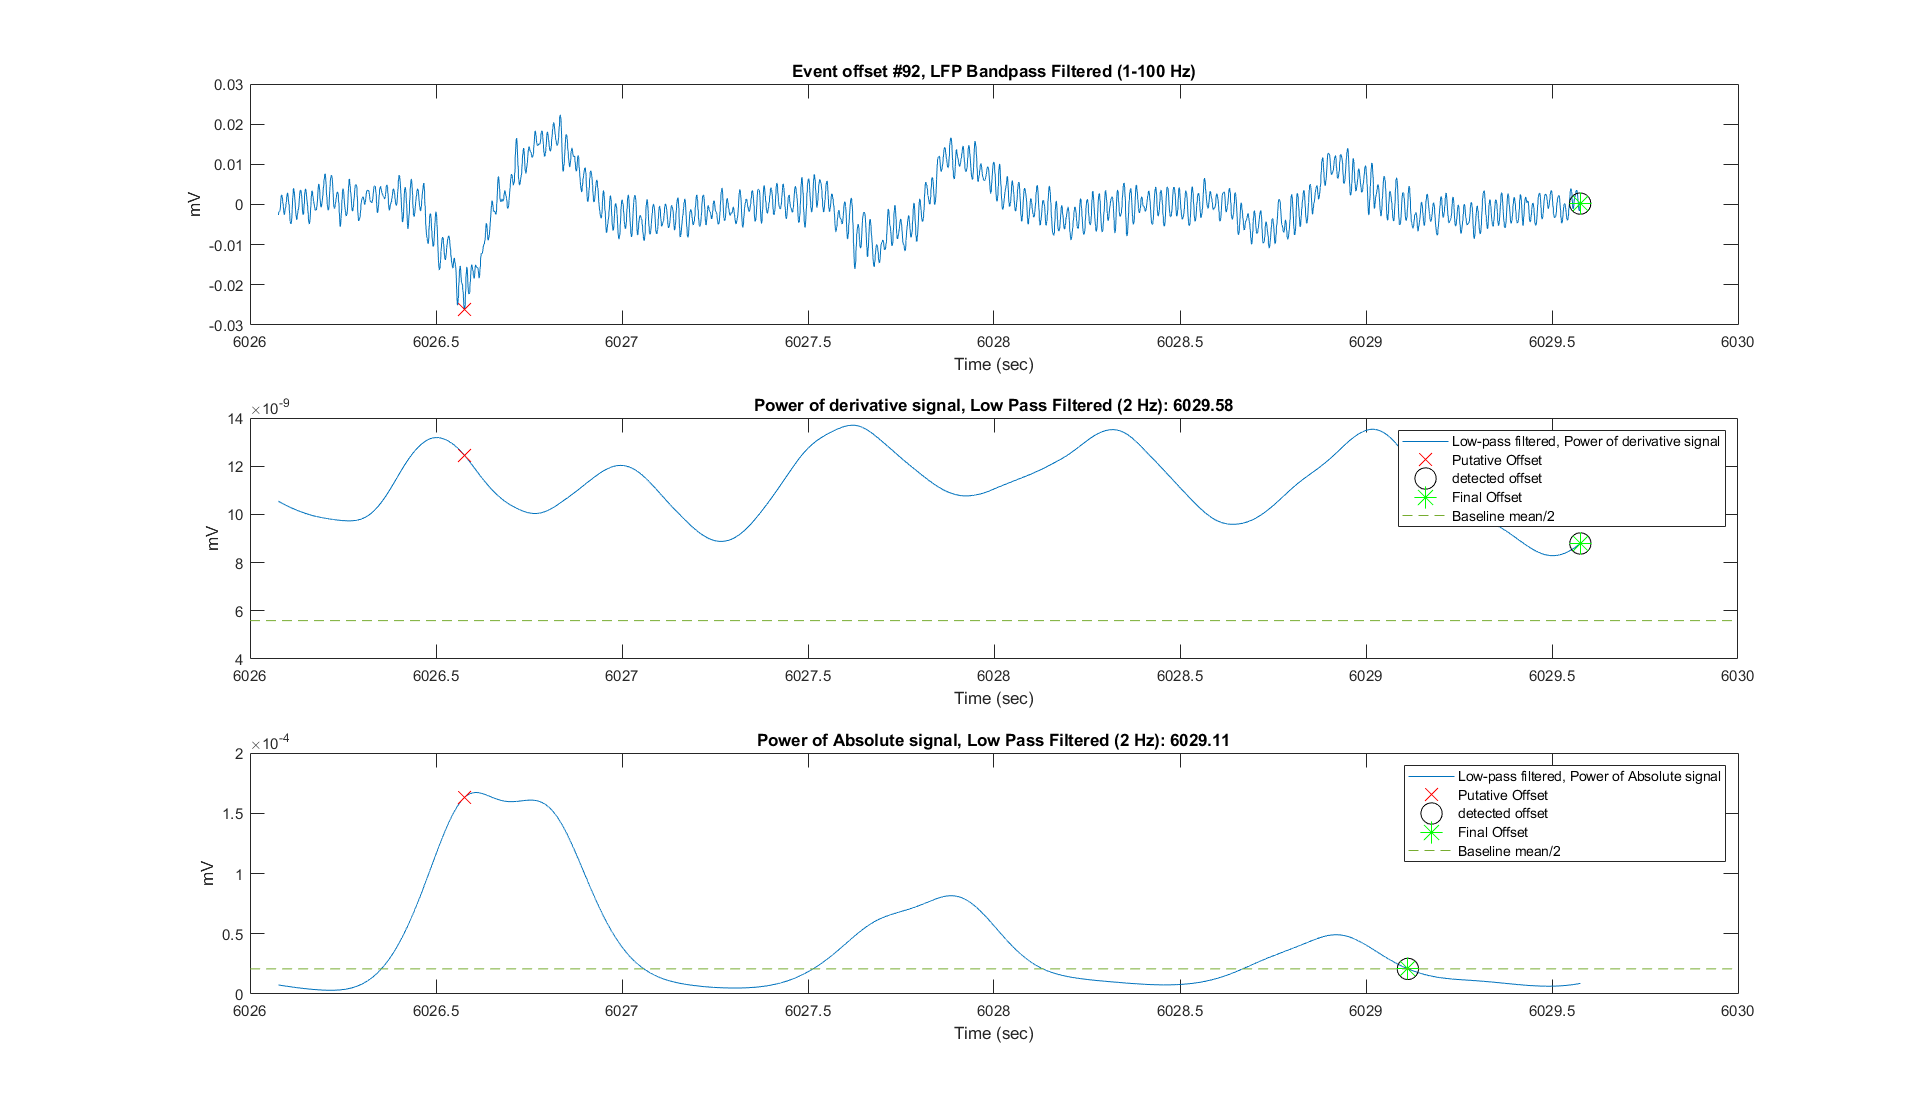 Event offset #92, LFP Bandpass Filtered (1-100 Hz)
0.03
0.02
0.01
0
-0.01
-0.02
-0.03
mV
6026 6026.5 6027 6027.5 6028 6028.5 6029 6029.5 6030
Time (sec)
×10-9
Power of derivative signal, Low Pass Filtered (2 Hz): 6029.58
14
12
10
8
6
4
mV
Low-pass filtered, Power of derivative signal
Putative Offset
detected offset
Final Offset
Baseline mean/2
6026 6026.5 6027 6027.5 6028 6028.5 6029 6029.5 6030
Time (sec)
×10-4
Power of Absolute signal, Low Pass Filtered (2 Hz): 6029.11
2
1.5
1
0.5
0
mV
Low-pass filtered, Power of Absolute signal
Putative Offset
detected offset
Final Offset
Baseline mean/2
6026 6026.5 6027 6027.5 6028 6028.5 6029 6029.5 6030
Time (sec)